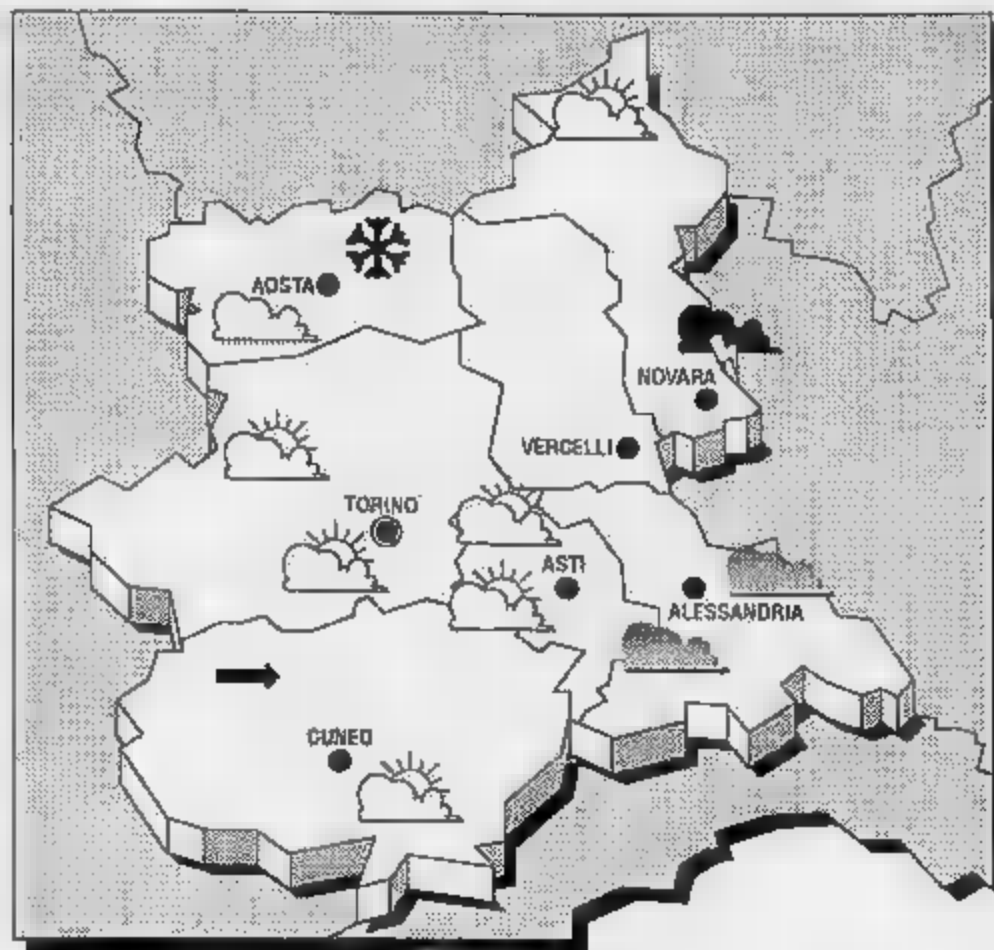 AOSTA
NOVARA
VERCELLI
TORINO
ASTI
ALESSANDRIA
CUNEO